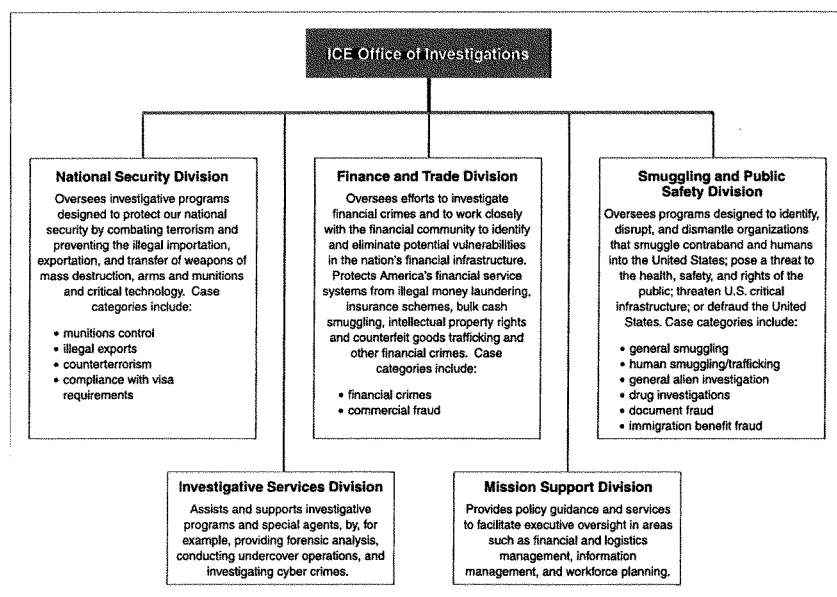 ICE Office of Investigations
National Security Division
Oversees investigative programs
designed to protect our national
security by combating terrorism and
preventing the illegal importation,
exportation, and transfer of weapons of
mass destruction, arms and munitions
and critical technology. Case
categories include:
• munitions control
• illegal exports
• counterterrorism
• compliance with visa
requirements
Finance and Trade Division
Oversees efforts to investigate
financial crimes and to work closely
with the financial community to identify
and eliminate potential vulnerabilities
in the nation's financial infrastructure.
Protects America's financial service
systems from illegal money laundering,
insurance schemes, bulk cash
smuggling, intellectual property rights
and counterfeit goods trafficking and
other financial crimes. Case
categories include:
• financial crimes
• commercial fraud
Smuggling and Public
Safety Division
Oversees programs designed to identify,
disrupt, and dismantle organizations
that smuggle contraband and humans
into the United States; pose a threat to
the health, safety, and rights of the
public; threaten U.S. critical
infrastructure; or defraud the United
States. Case categories include:
• general smuggling
• human smuggling/trafficking
• general alien investigation
• drug investigations
• document fraud
• immigration benefit fraud
Investigative Services Division
Assists and supports investigative
programs and special agents, by, for
example, providing forensic analysis,
conducting undercover operations, and
investigating cyber crimes.
Mission Support Division
Provides policy guidance and services
to facilitate executive oversight in areas
such as financial and logistics
management, information
management, and workforce planning.